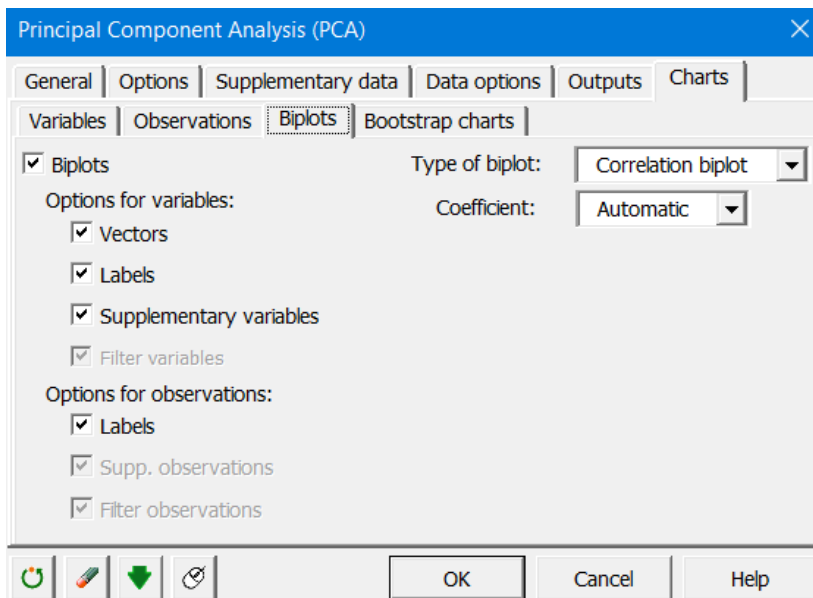 Principal Component Analysis (PCA)
General Options Supplementary data Data options Outputs Charts
Variables Observations Biplots Bootstrap charts
Biplots Type of biplot: Correlation biplot
Options for variables: Coefficient: Automatic
Vectors
Labels
Supplementary variables
Filter variables
Options for observations:
Labels
Supp. observations
Filter observations
OK Cancel Help